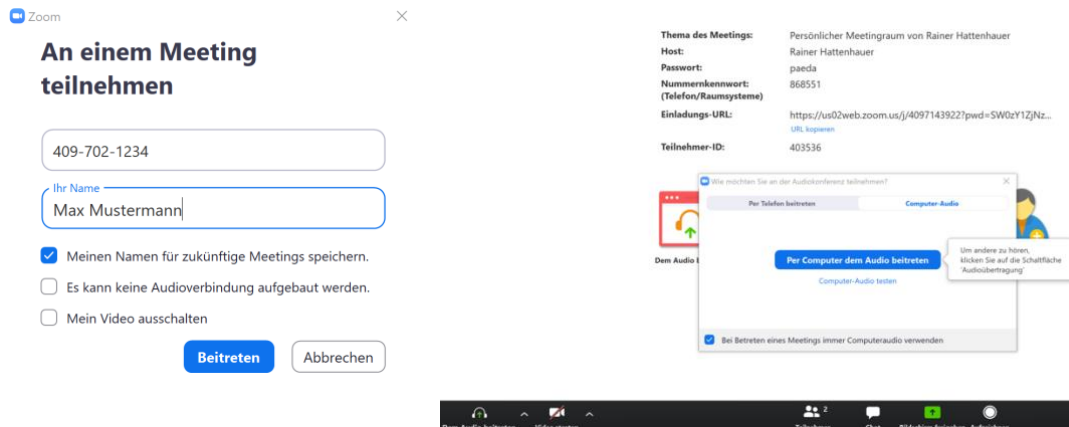 Zoom
An einem Meeting
teilnehmen
409-702-1234
Ihr Name
Max Mustermann
Meinen Namen für zukünftige Meetings speichern.
Es kann keine Audioverbindung aufgebaut werden.
Mein Video ausschalten
Beitreten
Abbrechen
Thema des Meetings: Persönlicher Meetingraum von Rainer Hattenhauer
Host: Rainer Hattenhauer
Passwort: paeda
Nummernkennwort: 868551
(Telefon/Raumsysteme)
Einladungs-URL: https://us02web.zoom.us/j/4097143922?pwd=SW0zY1ZjNz...
URL kopieren
Teilnehmer-ID: 403536
Wie möchten Sie an der Audiokonferenz teilnehmen?
Per Telefon beitreten
Computer-Audio
Dem Audio
Per Computer dem Audio beitreten
Computer-Audio testen
Um andere zu hören,
klicken Sie auf die Schaltfläche
'Audioübertragung'
Bei Betreten eines Meetings immer Computeraudio verwenden
2